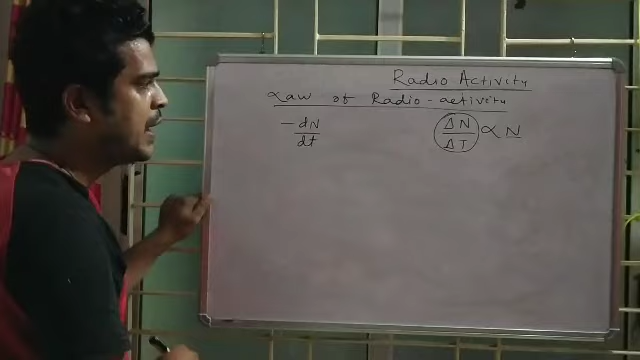 Radio Activity
Law of Radio-activity
- dN/dt
ΔN/ΔT ∝ N